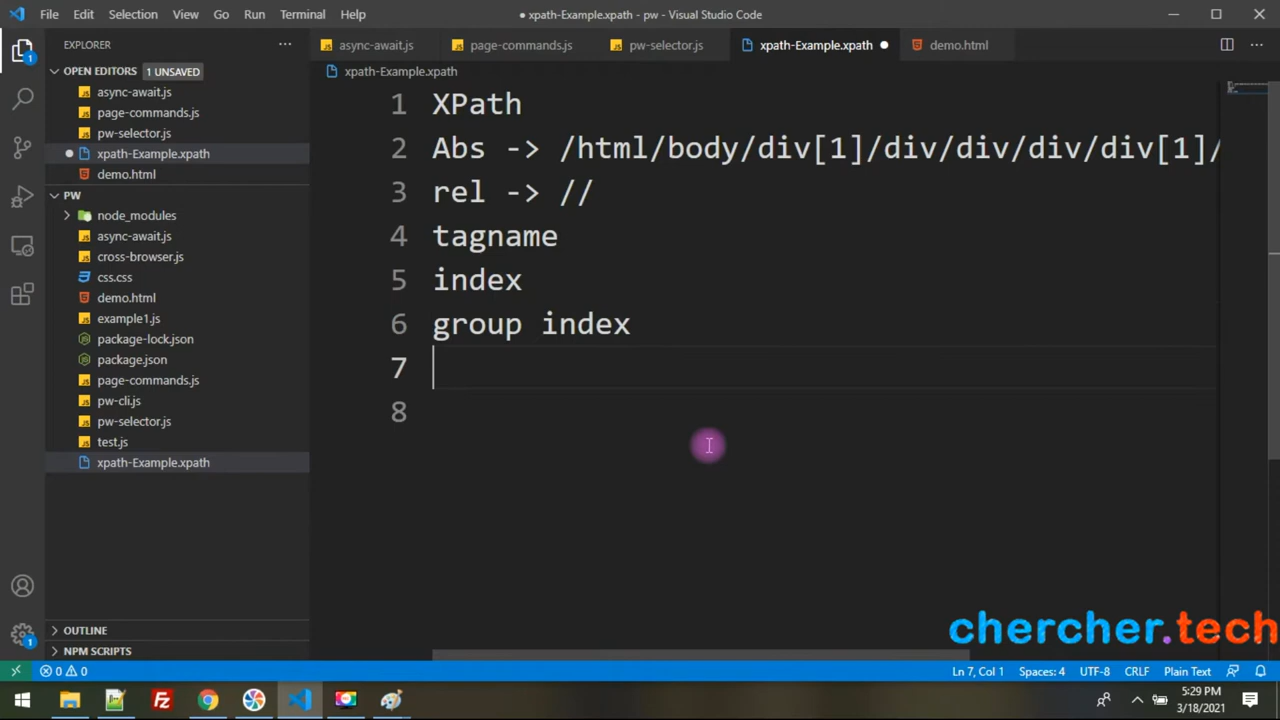 File Edit Selection View Go Run Terminal Help
● xpath-Example.xpath - pw - Visual Studio Code
EXPLORER
OPEN EDITORS 1 UNSAVED
async-await.js
page-commands.js
pw-selector.js
xpath-Example.xpath
demo.html
PW
node_modules
async-await.js
cross-browser.js
css.css
demo.html
example1.js
package-lock.json
package.json
page-commands.js
pw-cli.js
pw-selector.js
test.js
xpath-Example.xpath
OUTLINE
NPM SCRIPTS
async-await.js page-commands.js pw-selector.js xpath-Example.xpath demo.html
xpath-Example.xpath
1 XPath
2 Abs -> /html/body/div[1]/div/div/div/div[1]/
3 rel -> //
4 tagname
5 index
6 group index
7
8
chercher.tech
0 0 Ln 7, Col 1 Spaces: 4 UTF-8 CRLF Plain Text
5:29 PM
3/18/2021